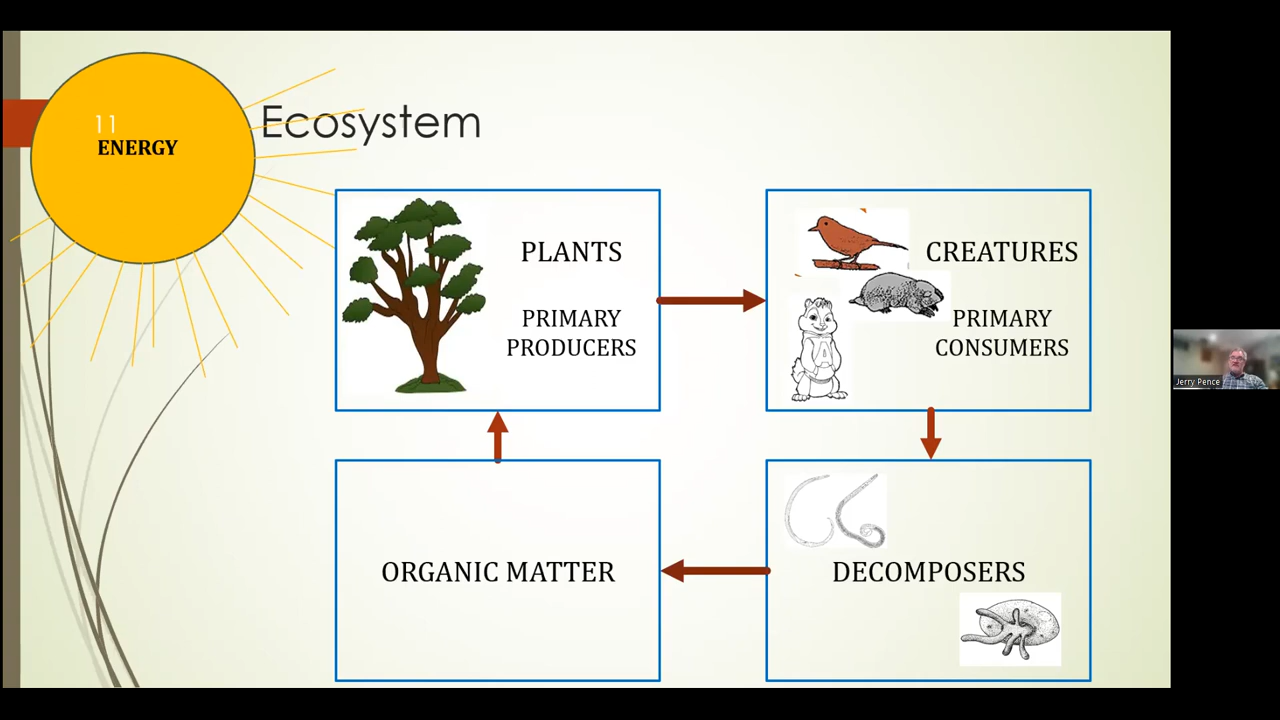 11
ENERGY
Ecosystem
PLANTS
PRIMARY
PRODUCERS
CREATURES
PRIMARY
CONSUMERS
A
ORGANIC MATTER
DECOMPOSERS
Jerry Pence